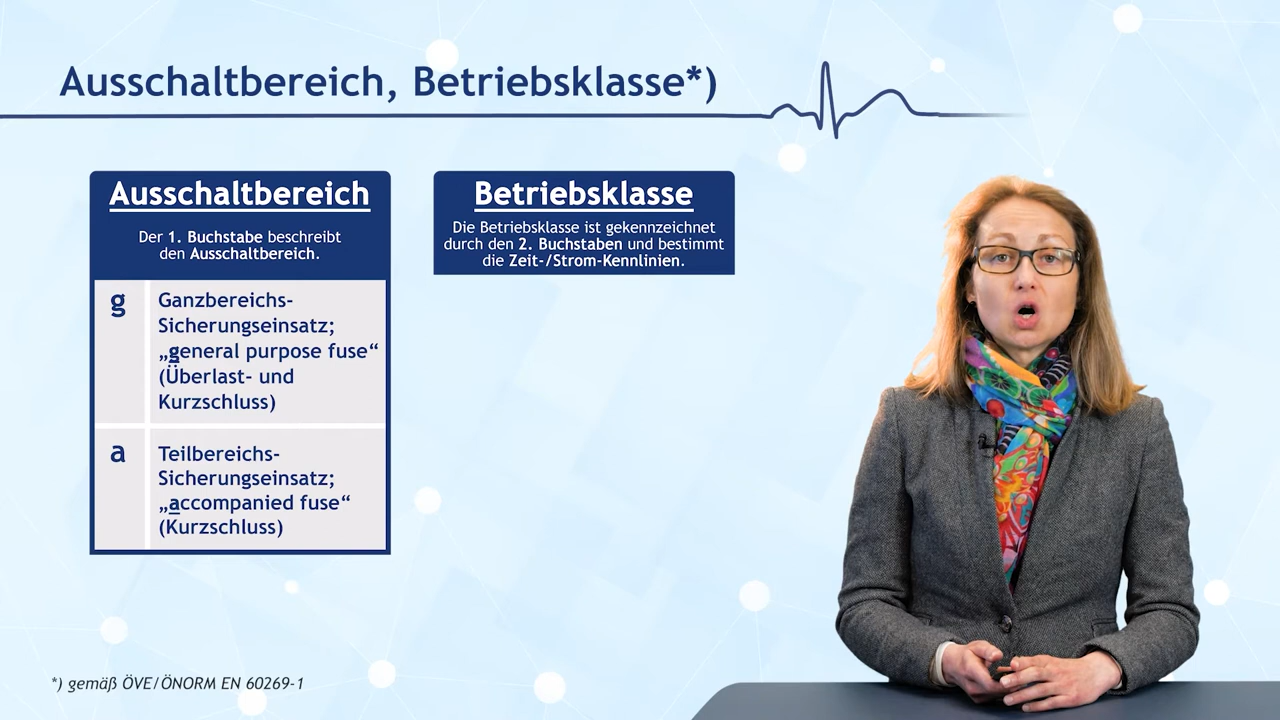 Ausschaltbereich, Betriebsklasse*)
Ausschaltbereich
Der 1. Buchstabe beschreibt
den Ausschaltbereich.
g
Ganzbereichs-
Sicherungseinsatz;
„general purpose fuse“
(Überlast- und
Kurzschluss)
a
Teilbereichs-
Sicherungseinsatz;
„accompanied fuse“
(Kurzschluss)
Betriebsklasse
Die Betriebsklasse ist gekennzeichnet
durch den 2. Buchstaben und bestimmt
die Zeit-/Strom-Kennlinien.
*) gemäß ÖVE/ÖNORM EN 60269-1